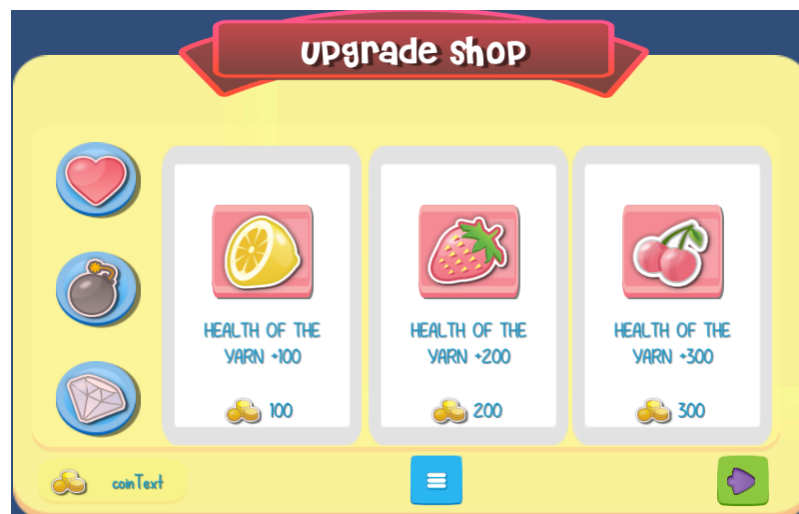 upgrade shop
HEALTH OF THE
YARN +100
100
HEALTH OF THE
YARN +200
200
HEALTH OF THE
YARN +300
300
coinText